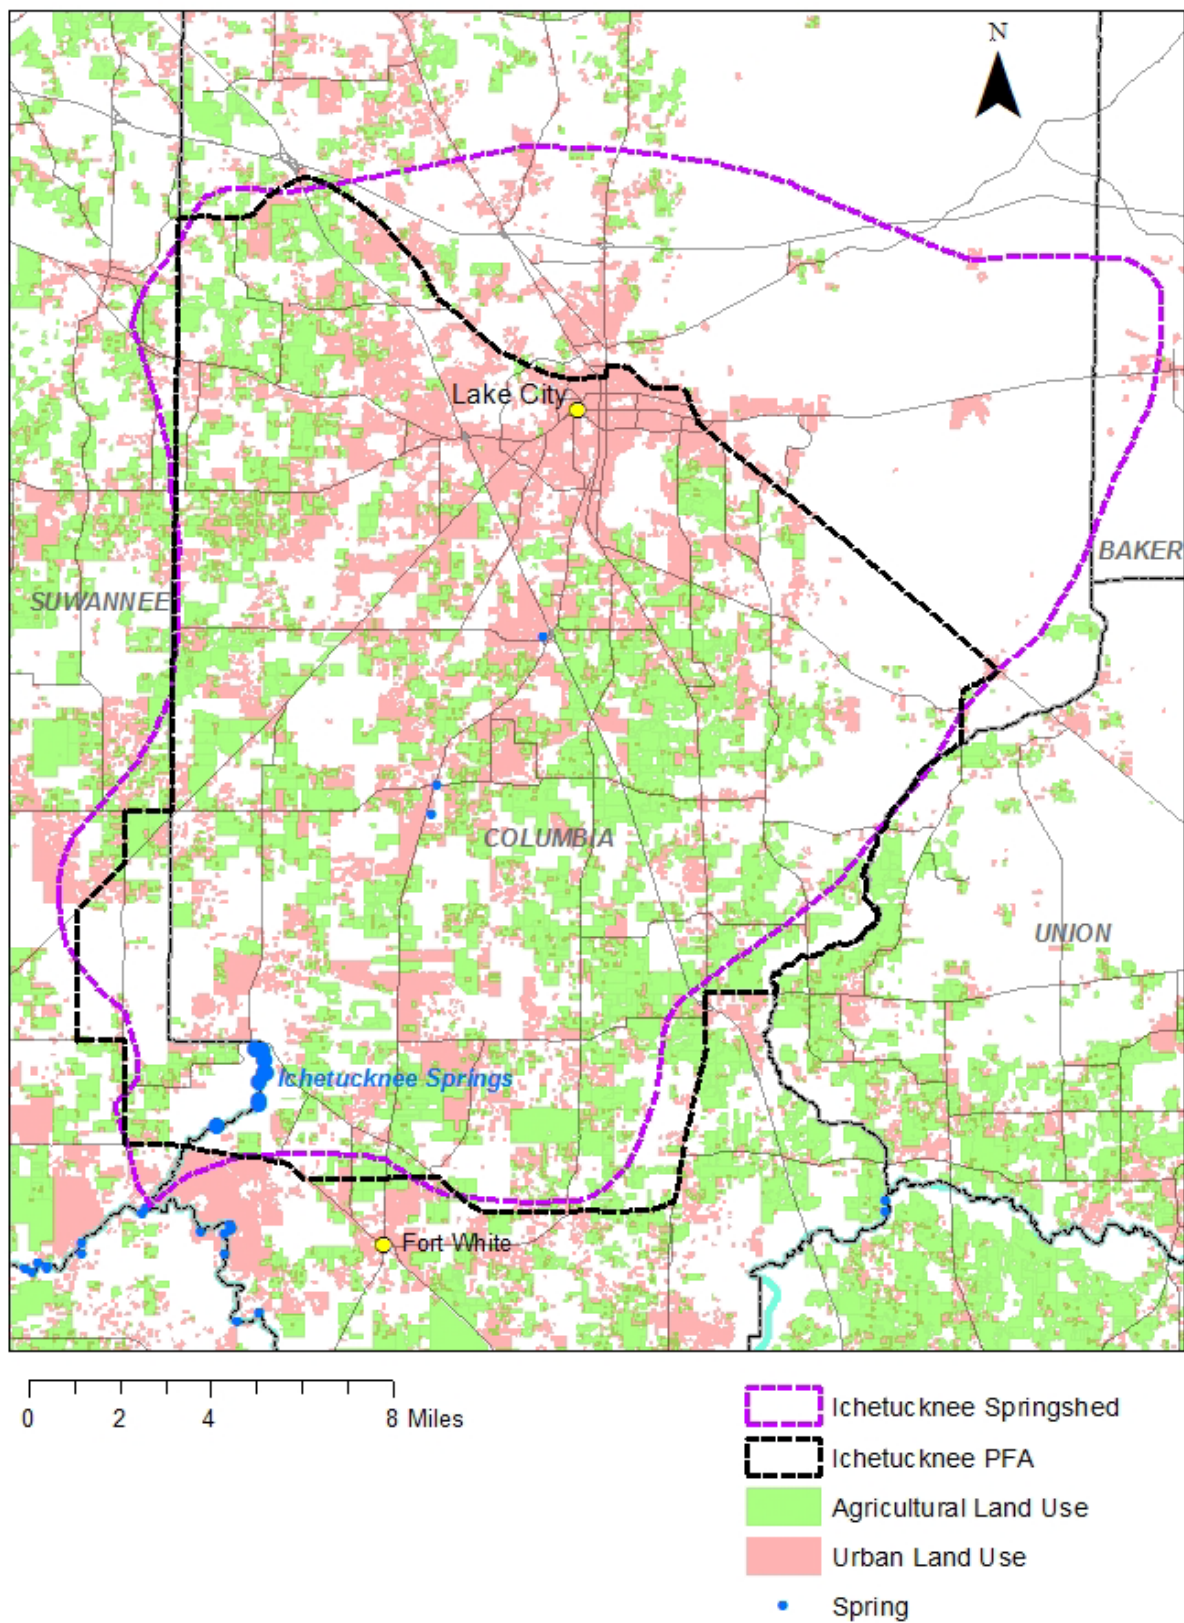 N
Lake City
BAKER
SUWANNEE
COLUMBIA
UNION
Ichetucknee Springs
Fort White
0 2 4 8 Miles
Ichetucknee Springshed
Ichetucknee PFA
Agricultural Land Use
Urban Land Use
Spring